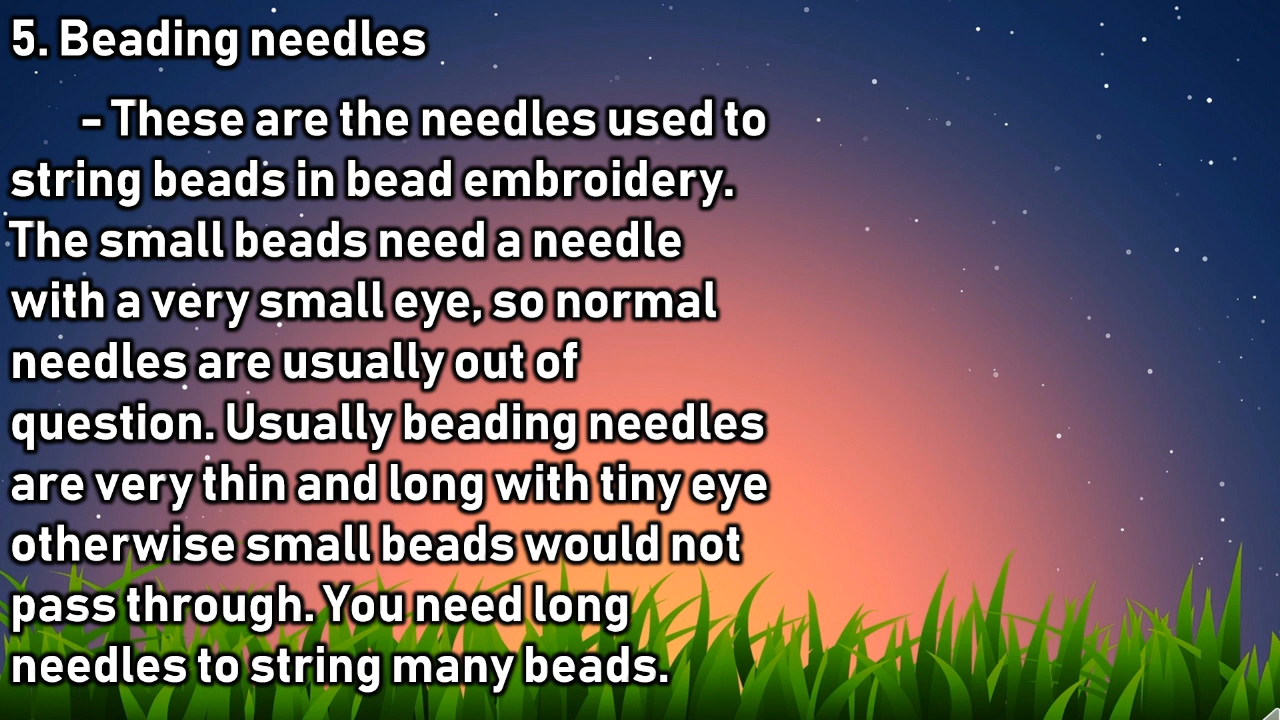 5. Beading needles
- These are the needles used to
string beads in bead embroidery.
The small beads need a needle
with a very small eye, so normal
needles are usually out of
question. Usually beading needles
are very thin and long with tiny eye
otherwise small beads would not
pass through. You need long
needles to string many beads.